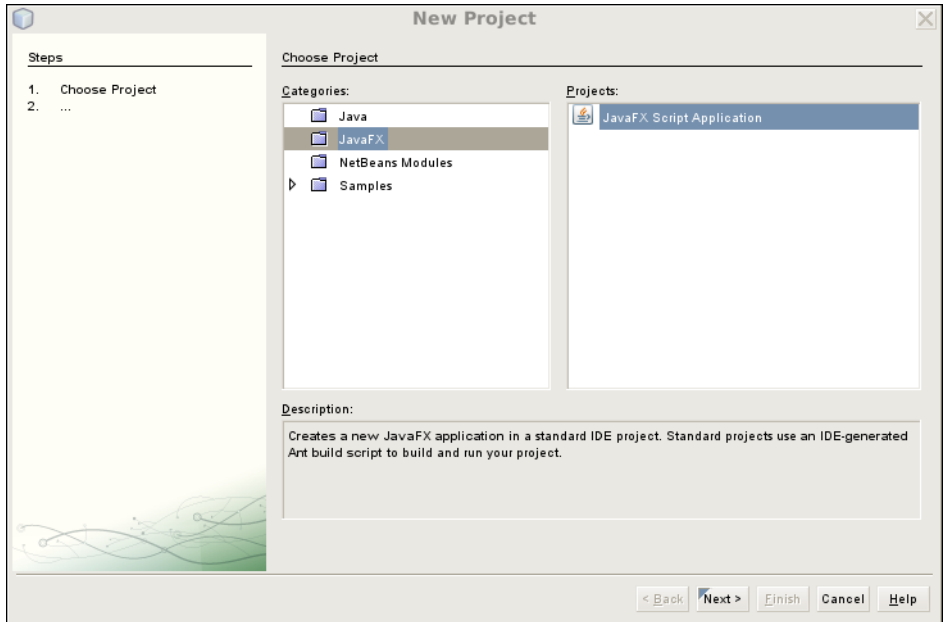 New Project
Steps
1. Choose Project
2. ...
Choose Project
Categories:
Java
JavaFX
NetBeans Modules
Samples
Projects:
JavaFX Script Application
Description:
Creates a new JavaFX application in a standard IDE project. Standard projects use an IDE-generated
Ant build script to build and run your project.
< Back Next > Finish Cancel Help